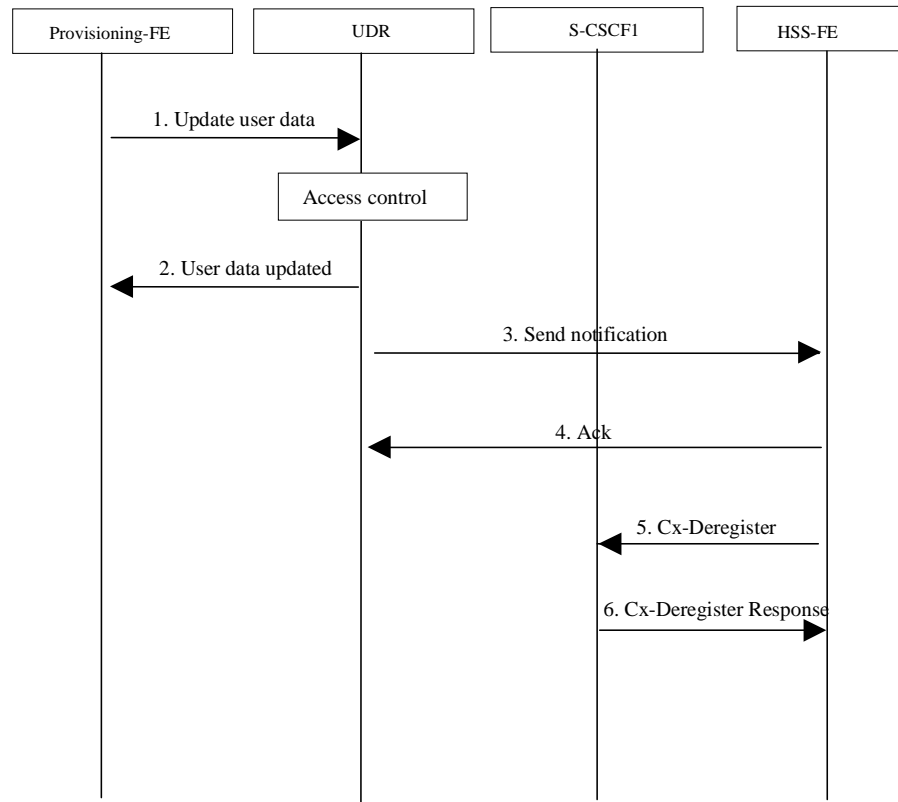 Provisioning-FE
UDR
S-CSCF1
HSS-FE
1. Update user data
Access control
2. User data updated
3. Send notification
4. Ack
5. Cx-Deregister
6. Cx-Deregister Response